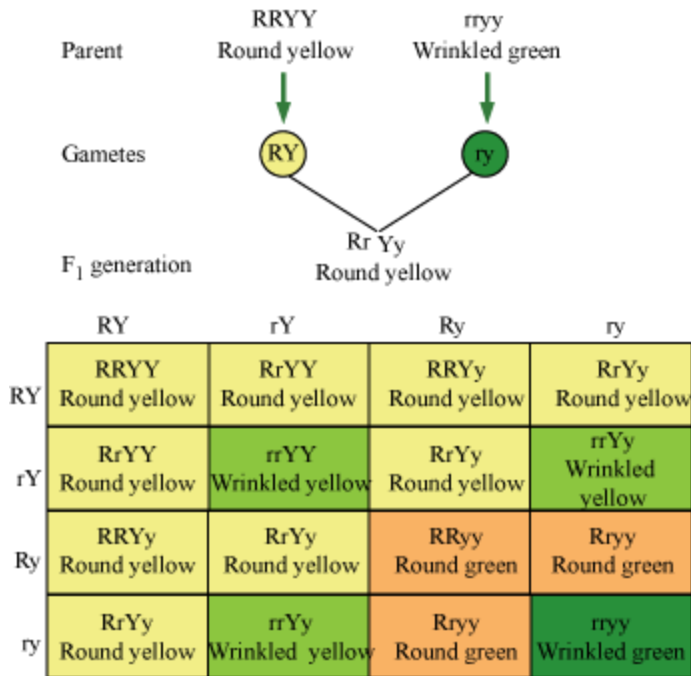 RRYY rryy
Parent Round yellow Wrinkled green
Gametes RY ry
Rr Yy
F₁ generation Round yellow
RY rY Ry ry
RY RRYY RrYY RRYy RrYy
Round yellow Round yellow Round yellow Round yellow
rY RrYY rrYY RrYy rrYy
Round yellow Wrinkled yellow Round yellow Wrinkled
yellow
Ry RRYy RrYy RRyy Rryy
Round yellow Round yellow Round green Round green
ry RrYy rrYy Rryy rryy
Round yellow Wrinkled yellow Round green Wrinkled green